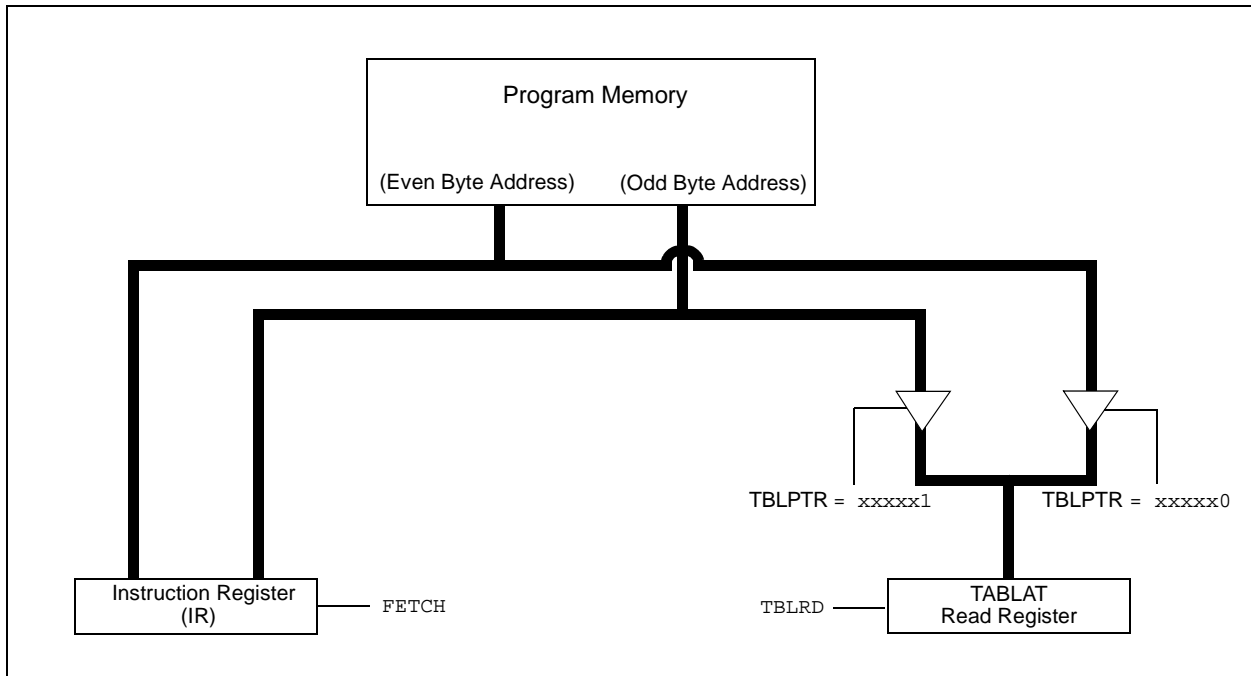 Program Memory
(Even Byte Address) (Odd Byte Address)
TBLPTR = xxxxx1
TBLPTR = xxxxx0
Instruction Register
(IR)
FETCH
TBLRD
TABLAT
Read Register